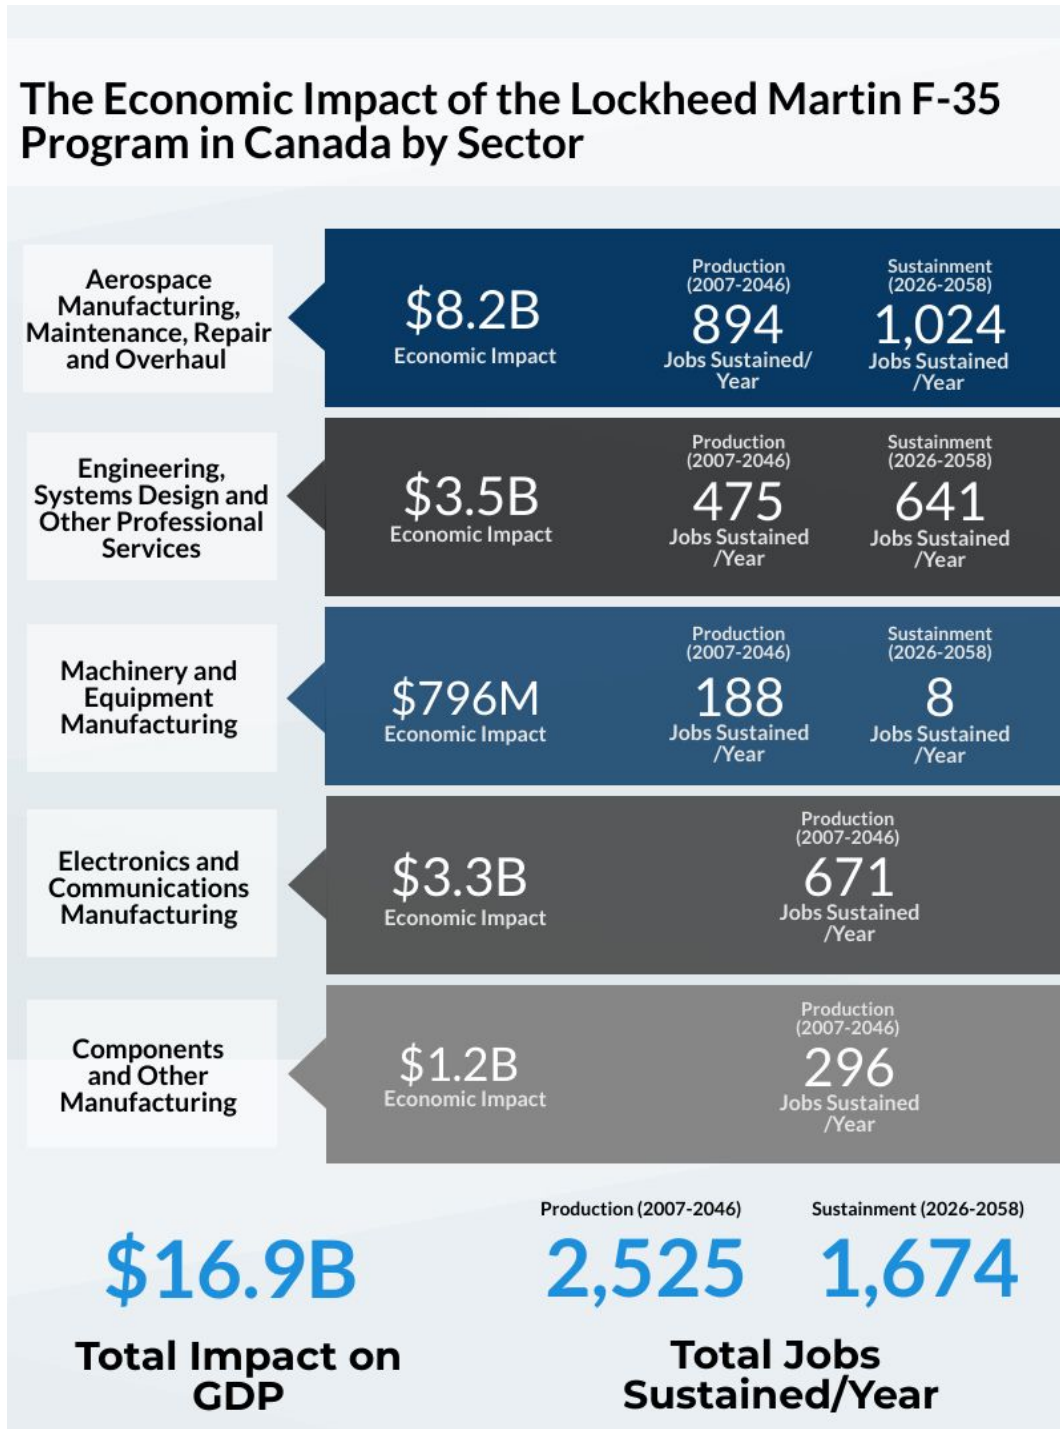 The Economic Impact of the Lockheed Martin F-35
Program in Canada by Sector
Aerospace
Manufacturing,
Maintenance, Repair
and Overhaul
$8.2B
Economic Impact
Production
(2007-2046)
894
Jobs Sustained/
Year
Sustainment
(2026-2058)
1,024
Jobs Sustained
/Year
Engineering,
Systems Design and
Other Professional
Services
$3.5B
Economic Impact
Production
(2007-2046)
475
Jobs Sustained
/Year
Sustainment
(2026-2058)
641
Jobs Sustained
/Year
Machinery and
Equipment
Manufacturing
$796M
Economic Impact
Production
(2007-2046)
188
Jobs Sustained
/Year
Sustainment
(2026-2058)
8
Jobs Sustained
/Year
Electronics and
Communications
Manufacturing
$3.3B
Economic Impact
Production
(2007-2046)
671
Jobs Sustained
/Year
Components
and Other
Manufacturing
$1.2B
Economic Impact
Production
(2007-2046)
296
Jobs Sustained
/Year
$16.9B
Total Impact on
GDP
Production (2007-2046)
2,525
Sustainment (2026-2058)
1,674
Total Jobs
Sustained/Year